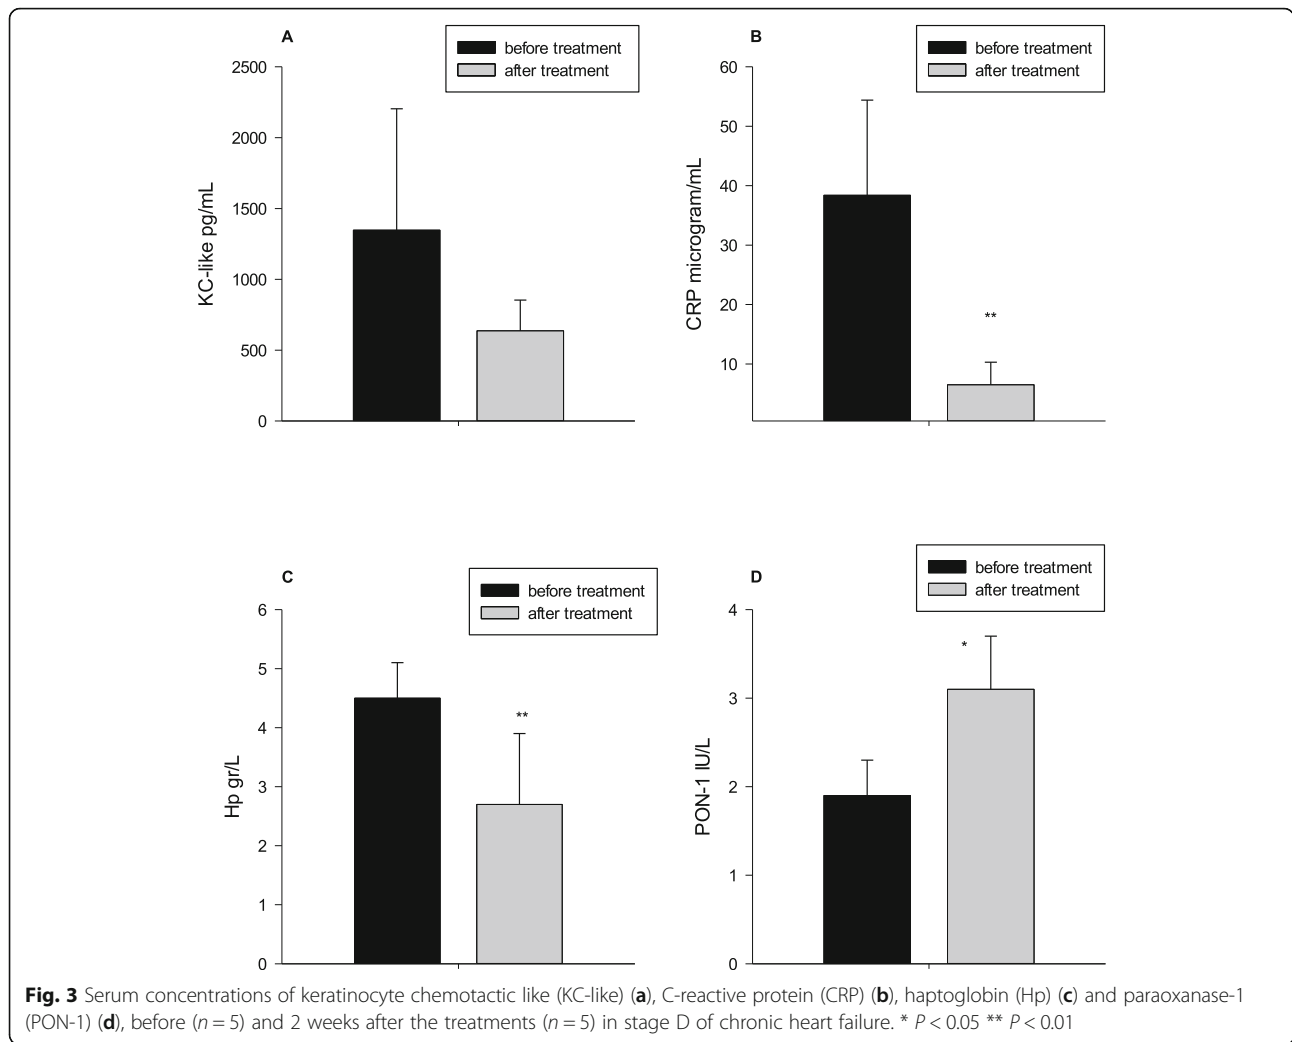 A
before treatment
after treatment
2500
2000
1500
1000
500
0
KC-like pg/mL
B
before treatment
after treatment
60
50
40
30
20
10
CRP microgram/mL
**
C
before treatment
after treatment
6
5
4
3
2
1
0
Hp gr/L
**
D
before treatment
after treatment
4
3
2
1
0
PON-1 IU/L
*
Fig. 3 Serum concentrations of keratinocyte chemotactic like (KC-like) (a), C-reactive protein (CRP) (b), haptoglobin (Hp) (c) and paraoxanase-1
(PON-1) (d), before (n = 5) and 2 weeks after the treatments (n = 5) in stage D of chronic heart failure. * P < 0.05 ** P < 0.01